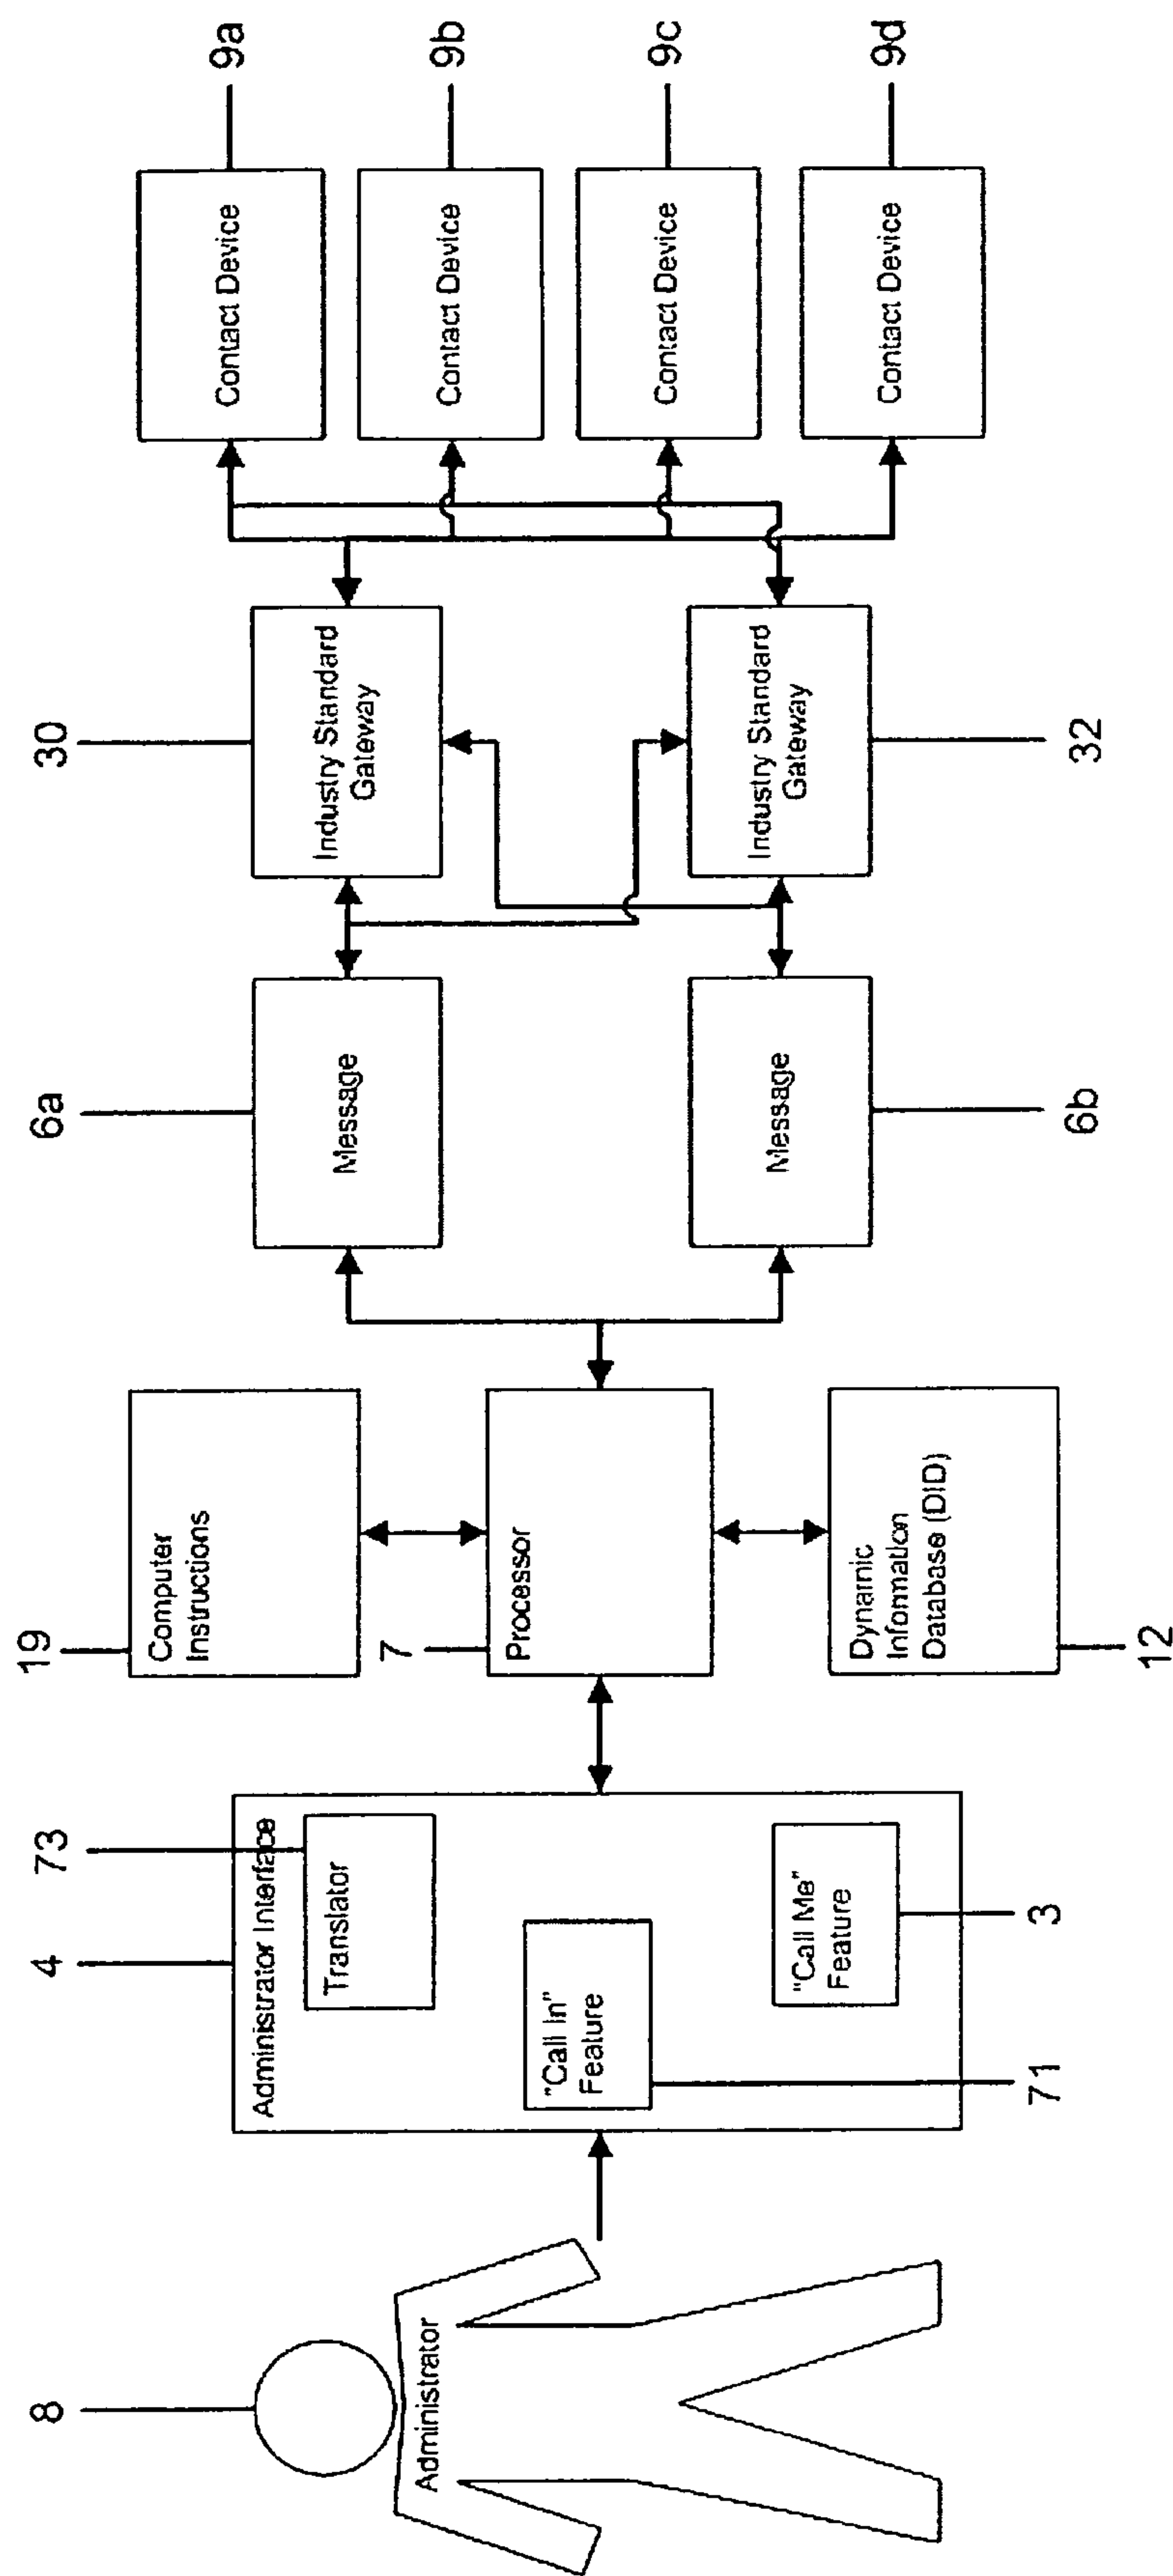 8
Administrator
4
73
Administrator Interface
Translator
"Call In"
Feature
"Call Me"
Feature
71
3
19
Computer
Instructions
7
Processor
Dynamic
Information
Database (DID)
12
6a
Message
Message
6b
30
Industry Standard
Gateway
Industry Standard
Gateway
32
Contact Device
9a
Contact Device
9b
Contact Device
9c
Contact Device
9d